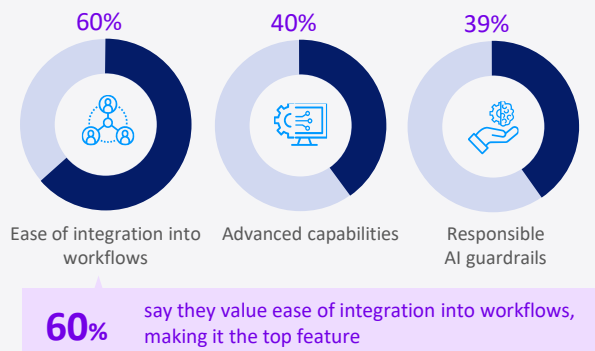 60%
40%
39%
Ease of integration into
workflows
Advanced capabilities
Responsible
AI guardrails
60%
say they value ease of integration into workflows,
making it the top feature